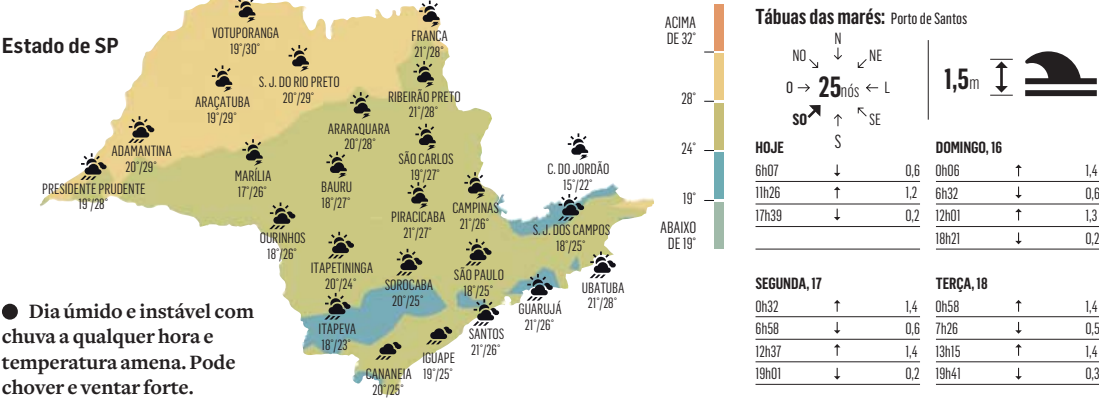 Estado de SP
VOTUPORANGA
19°/30°
FRANCA
21°/28°
S. J. DO RIO PRETO
20°/29°
ARAÇATUBA
19°/29°
RIBEIRÃO PRETO
21°/28°
ARARAQUARA
20°/28°
ADAMANTINA
20°/29°
SÃO CARLOS
19°/27°
C. DO JORDÃO
15°/22°
MARÍLIA
17°/26°
PRESIDENTE PRUDENTE
19°/28°
BAURU
18°/27°
PIRACICABA
21°/27°
CAMPINAS
21°/26°
S. J. DOS CAMPOS
18°/25°
OURINHOS
18°/26°
ITAPETININGA
20°/24°
SOROCABA
20°/25°
SÃO PAULO
18°/25°
UBATUBA
21°/28°
GUARUJÁ
21°/26°
ITAPEVA
18°/23°
SANTOS
21°/26°
IGUAPE
19°/25°
CANANEIA
20°/25°
● Dia úmido e instável com
chuva a qualquer hora e
temperatura amena. Pode
chover e ventar forte.
ACIMA
DE 32°
28°
24°
19°
ABAIXO
DE 19°
Tábuas das marés: Porto de Santos
N
NO ↓ NE
O → 25nós ← L
SO ↑ SE
S
1,5m
HOJE
6h07 ↓ 0,6
11h26 ↑ 1,2
17h39 ↓ 0,2
DOMINGO, 16
0h06 ↑ 1,4
6h32 ↓ 0,6
12h01 ↑ 1,3
18h21 ↓ 0,2
SEGUNDA, 17
0h32 ↑ 1,4
6h58 ↓ 0,6
12h37 ↑ 1,4
19h01 ↓ 0,2
TERÇA, 18
0h58 ↑ 1,4
7h26 ↓ 0,5
13h15 ↑ 1,4
19h41 ↓ 0,3